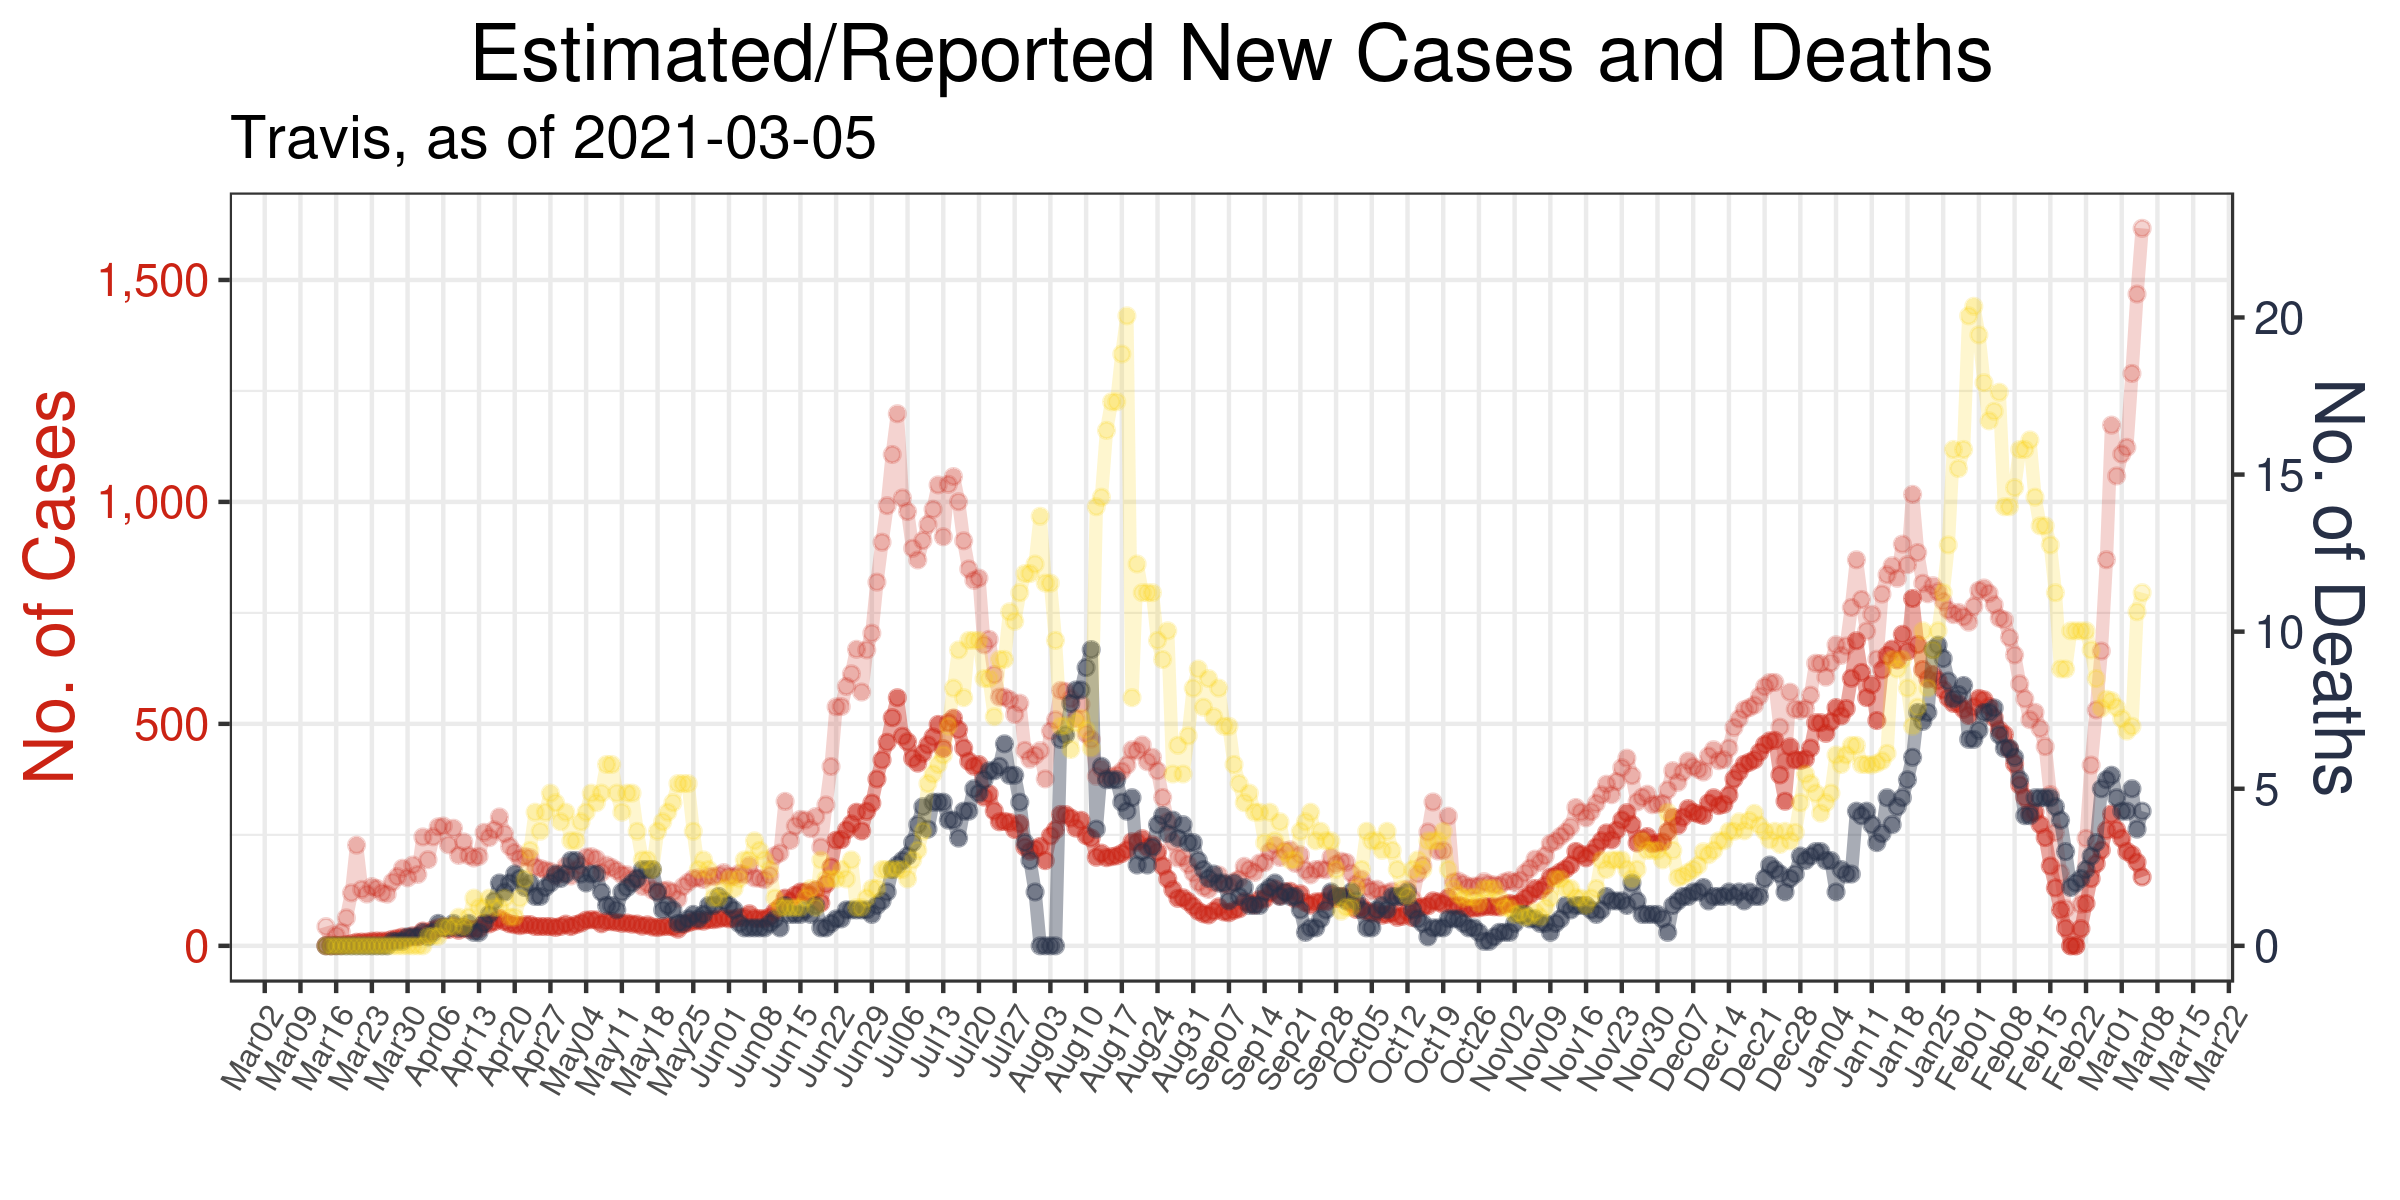 Estimated/Reported New Cases and Deaths
Travis, as of 2021-03-05
No. of Cases
1,500
1,000
500
0
20
15
10
5
0
No. of Deaths
Mar02
Mar09
Mar16
Mar23
Mar30
Apr06
Apr13
Apr20
Apr27
May04
May11
May18
May25
Jun01
Jun08
Jun15
Jun22
Jun29
Jul06
Jul13
Jul20
Jul27
Aug03
Aug10
Aug17
Aug24
Aug31
Sep07
Sep14
Sep21
Sep28
Oct05
Oct12
Oct19
Oct26
Nov02
Nov09
Nov16
Nov23
Nov30
Dec07
Dec14
Dec21
Dec28
Jan04
Jan11
Jan18
Jan25
Feb01
Feb08
Feb15
Feb22
Mar01
Mar08
Mar15
Mar22